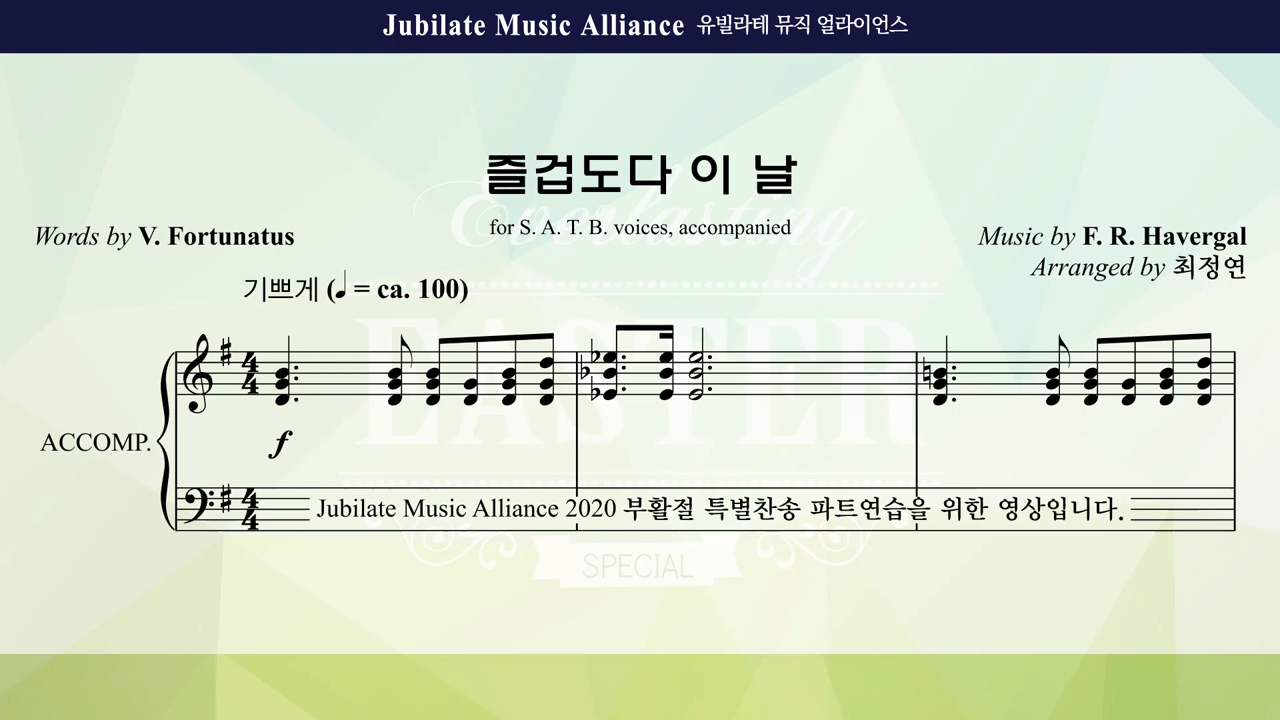 Jubilate Music Alliance 유빌라테 뮤직 얼라이언스
즐겁도다 이 날
Everlasting
for S. A. T. B. voices, accompanied
Words by V. Fortunatus
Music by F. R. Havergal
Arranged by 최정연
기쁘게 (♩ = ca. 100)
EASTER
ACCOMP.
f
Jubilate Music Alliance 2020 부활절 특별찬송 파트연습을 위한 영상입니다.
SPECIAL